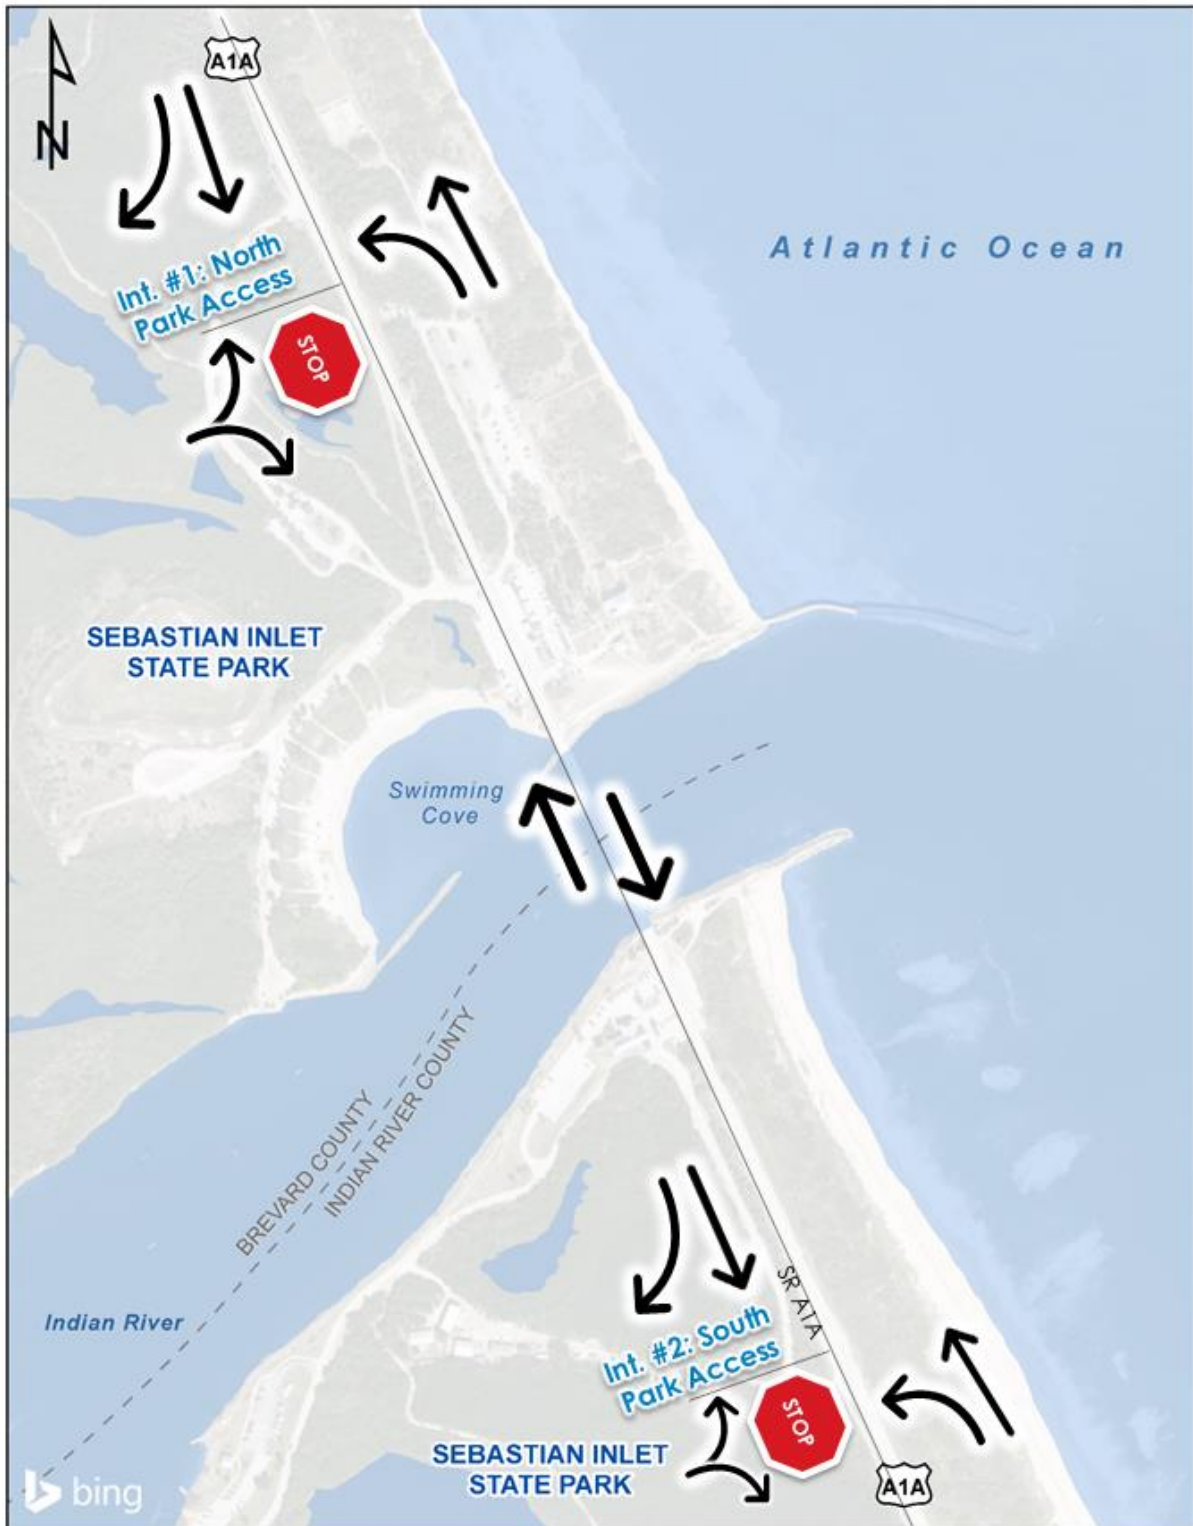 A1A
N
Atlantic Ocean
Int. #1: North
Park Access
STOP
SEBASTIAN INLET
STATE PARK
Swimming
Cove
BREVARD COUNTY
INDIAN RIVER COUNTY
Indian River
SR A1A
Int. #2: South
Park Access
STOP
SEBASTIAN INLET
STATE PARK
A1A
bing